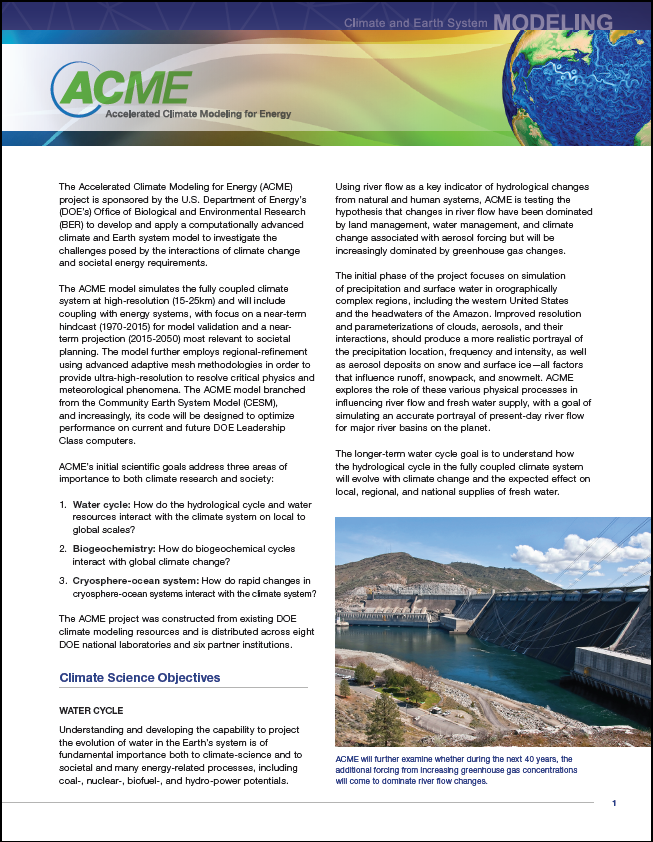 Climate and Earth System MODELING
ACME
Accelerated Climate Modeling for Energy
The Accelerated Climate Modeling for Energy (ACME)
project is sponsored by the U.S. Department of Energy's
(DOE's) Office of Biological and Environmental Research
(BER) to develop and apply a computationally advanced
climate and Earth system model to investigate the
challenges posed by the interactions of climate change
and societal energy requirements.
The ACME model simulates the fully coupled climate
system at high-resolution (15-25km) and will include
coupling with energy systems, with focus on a near-term
hindcast (1970-2015) for model validation and a near-
term projection (2015-2050) most relevant to societal
planning. The model further employs regional-refinement
using advanced adaptive mesh methodologies in order to
provide ultra-high-resolution to resolve critical physics and
meteorological phenomena. The ACME model branched
from the Community Earth System Model (CESM),
and increasingly, its code will be designed to optimize
performance on current and future DOE Leadership
Class computers.
ACME's initial scientific goals address three areas of
importance to both climate research and society:
1. Water cycle: How do the hydrological cycle and water
resources interact with the climate system on local to
global scales?
2. Biogeochemistry: How do biogeochemical cycles
interact with global climate change?
3. Cryosphere-ocean system: How do rapid changes in
cryosphere-ocean systems interact with the climate system?
The ACME project was constructed from existing DOE
climate modeling resources and is distributed across eight
DOE national laboratories and six partner institutions.
Climate Science Objectives
WATER CYCLE
Understanding and developing the capability to project
the evolution of water in the Earth's system is of
fundamental importance both to climate-science and to
societal and many energy-related processes, including
coal-, nuclear-, biofuel-, and hydro-power potentials.
Using river flow as a key indicator of hydrological changes
from natural and human systems, ACME is testing the
hypothesis that changes in river flow have been dominated
by land management, water management, and climate
change associated with aerosol forcing but will be
increasingly dominated by greenhouse gas changes.
The initial phase of the project focuses on simulation
of precipitation and surface water in orographically
complex regions, including the western United States
and the headwaters of the Amazon. Improved resolution
and parameterizations of clouds, aerosols, and their
interactions, should produce a more realistic portrayal of
the precipitation location, frequency and intensity, as well
as aerosol deposits on snow and surface ice—all factors
that influence runoff, snowpack, and snowmelt. ACME
explores the role of these various physical processes in
influencing river flow and fresh water supply, with a goal of
simulating an accurate portrayal of present-day river flow
for major river basins on the planet.
The longer-term water cycle goal is to understand how
the hydrological cycle in the fully coupled climate system
will evolve with climate change and the expected effect on
local, regional, and national supplies of fresh water.
ACME will further examine whether during the next 40 years, the
additional forcing from increasing greenhouse gas concentrations
will come to dominate river flow changes.
1